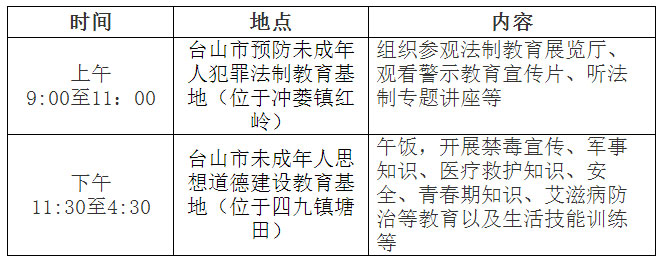 时间
地点
内容
上午
9:00至11：00
台山市预防未成年
人犯罪法制教育基
地（位于冲蒌镇红
岭）
组织参观法制教育展览厅、
观看警示教育宣传片、听法
制专题讲座等
下午
11:30至4:30
台山市未成年人思
想道德建设教育基
地（位于四九镇塘
田）
午饭，开展禁毒宣传、军事
知识、医疗救护知识、安
全、青春期知识、艾滋病防
治等教育以及生活技能训练
等